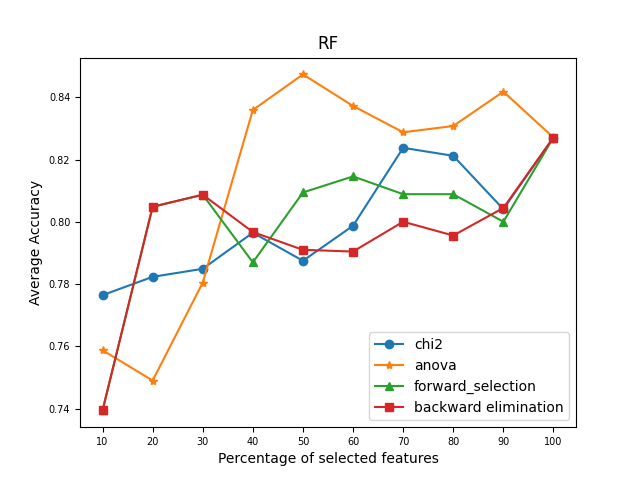 RF
Average Accuracy
0.84
0.82
0.80
0.78
0.76
0.74
chi2
anova
forward_selection
backward elimination
10 20 30 40 50 60 70 80 90 100
Percentage of selected features